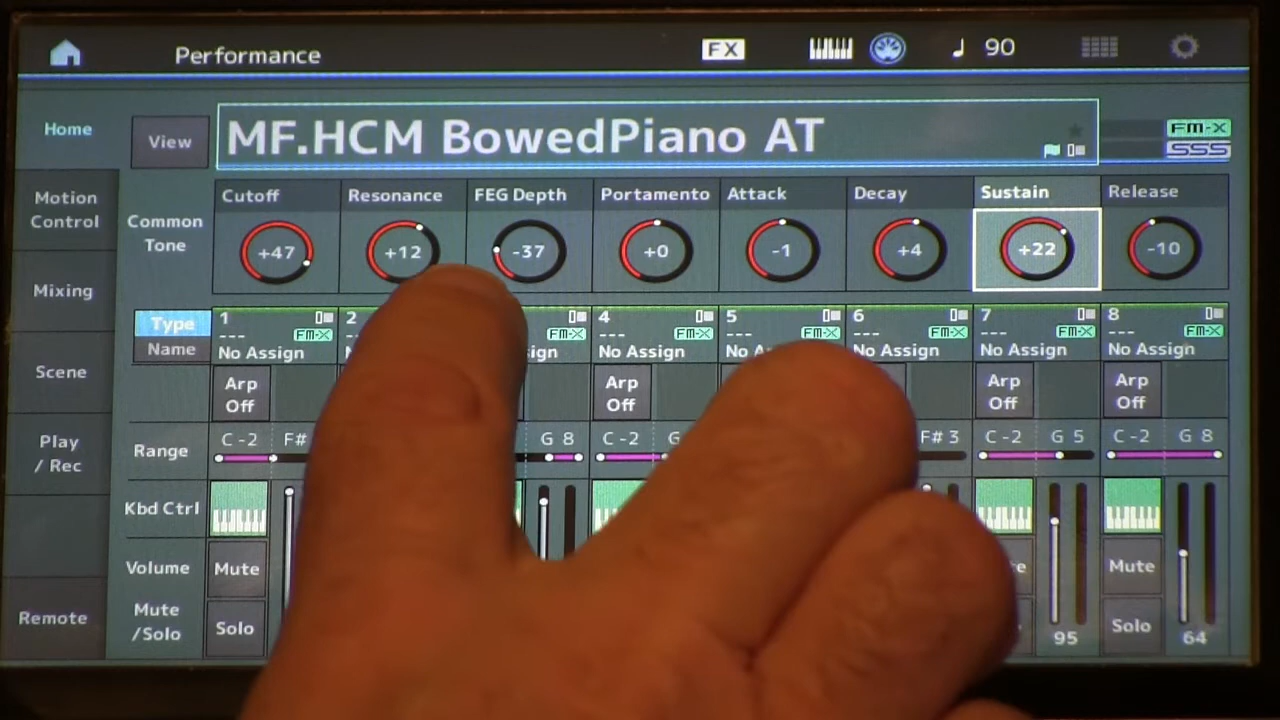 Performance FX 90
Home View MF.HCM BowedPiano AT FM-X
SSS
Motion
Control
Common
Tone
Cutoff Resonance FEG Depth Portamento Attack Decay Sustain Release
+47 +12 -37 +0 -1 +4 +22 -10
Mixing
Type 1 2 4 5 6 7 8
--- FM-X FM-X --- FM-X --- FM-X --- FM-X --- FM-X --- FM-X
Name No Assign No Assign No No Assign No Assign
Scene
Arp
Off
Arp
Off
Arp
Off
Arp
Off
Play
/ Rec
Range C -2 F# G 8 C -2 G F# 3 C -2 G 5 C -2 G 8
Kbd Ctrl
Volume Mute Mute
Remote
Mute
/Solo
Solo Solo
95 64